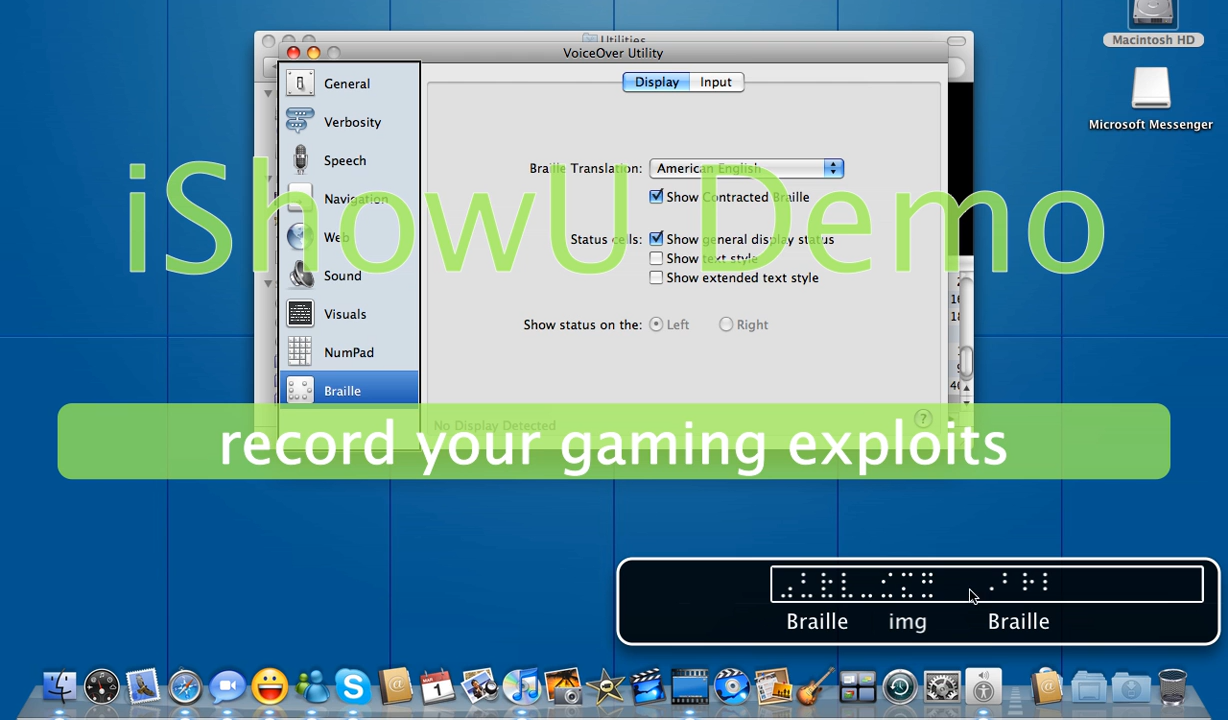 Utilities
VoiceOver Utility
Macintosh HD
Microsoft Messenger
General
Verbosity
Speech
Navigation
Web
Sound
Visuals
NumPad
Braille
Display Input
Braille Translation: American English
Show Contracted Braille
Status cells: Show general display status
Show text style
Show extended text style
Show status on the: Left Right
No Display Detected
iShowU Demo
record your gaming exploits
Braille img Braille
MAR
1